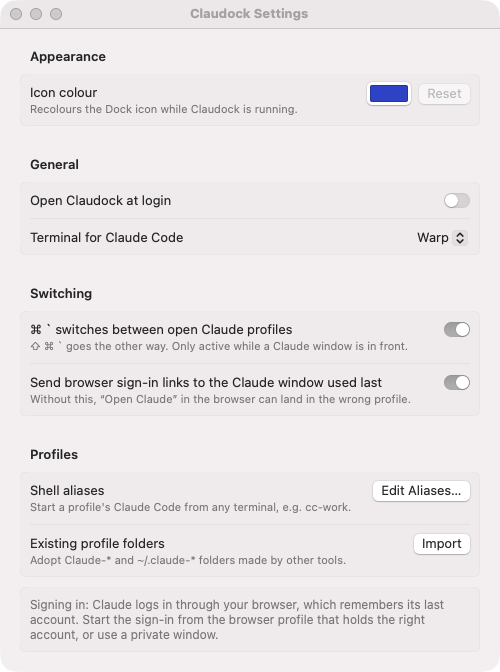 Claudock Settings
Appearance
Icon colour
Reset
Recolours the Dock icon while Claudock is running.
General
Open Claudock at login
Terminal for Claude Code
Warp
Switching
⌘ ` switches between open Claude profiles
⇧ ⌘ ` goes the other way. Only active while a Claude window is in front.
Send browser sign-in links to the Claude window used last
Without this, “Open Claude” in the browser can land in the wrong profile.
Profiles
Shell aliases
Edit Aliases...
Start a profile's Claude Code from any terminal, e.g. cc-work.
Existing profile folders
Import
Adopt Claude-* and ~/.claude-* folders made by other tools.
Signing in: Claude logs in through your browser, which remembers its last
account. Start the sign-in from the browser profile that holds the right
account, or use a private window.